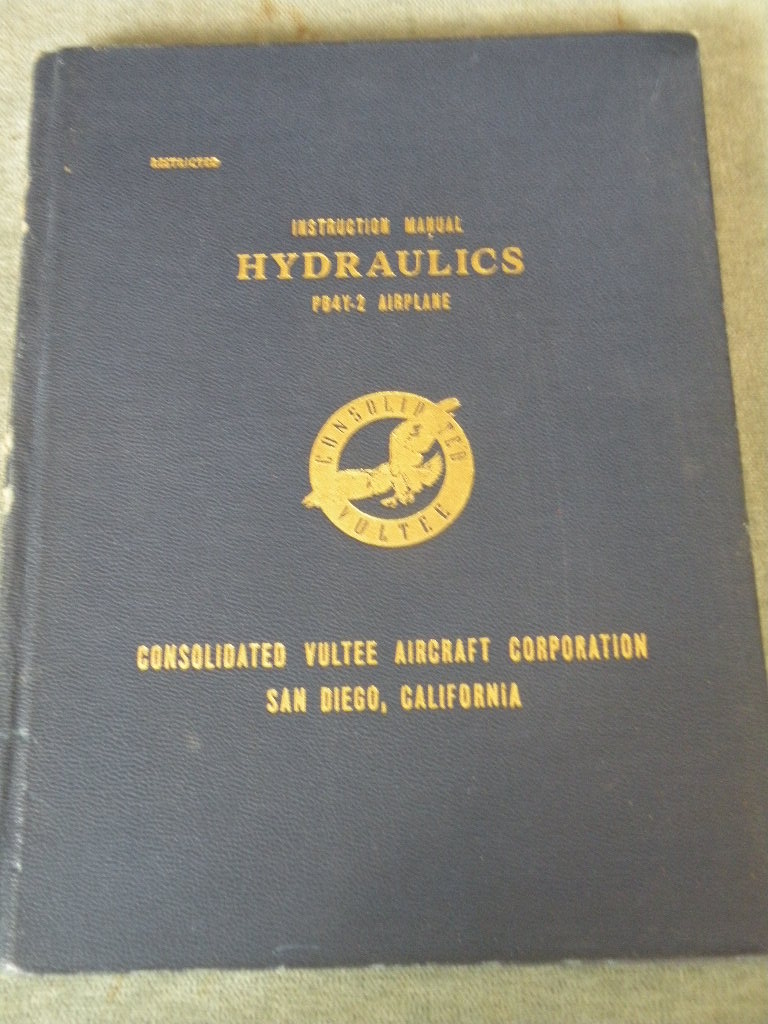 RESTRICTED
INSTRUCTION MANUAL
HYDRAULICS
PB4Y-2 AIRPLANE
CONSOLIDATED
VULTEE
CONSOLIDATED VULTEE AIRCRAFT CORPORATION
SAN DIEGO, CALIFORNIA